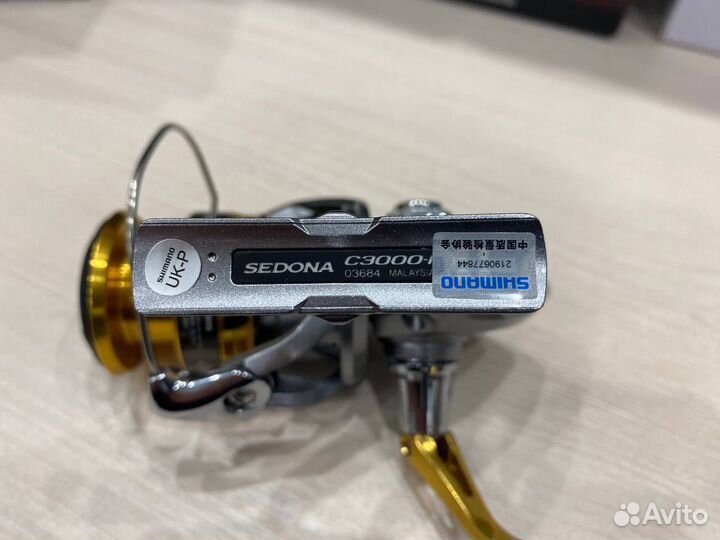 SHIMANO
UK-P
SEDONA C3000-
03684 MALAYSIA
中国质量检验协会
2190677844
SHIMANO
Avito